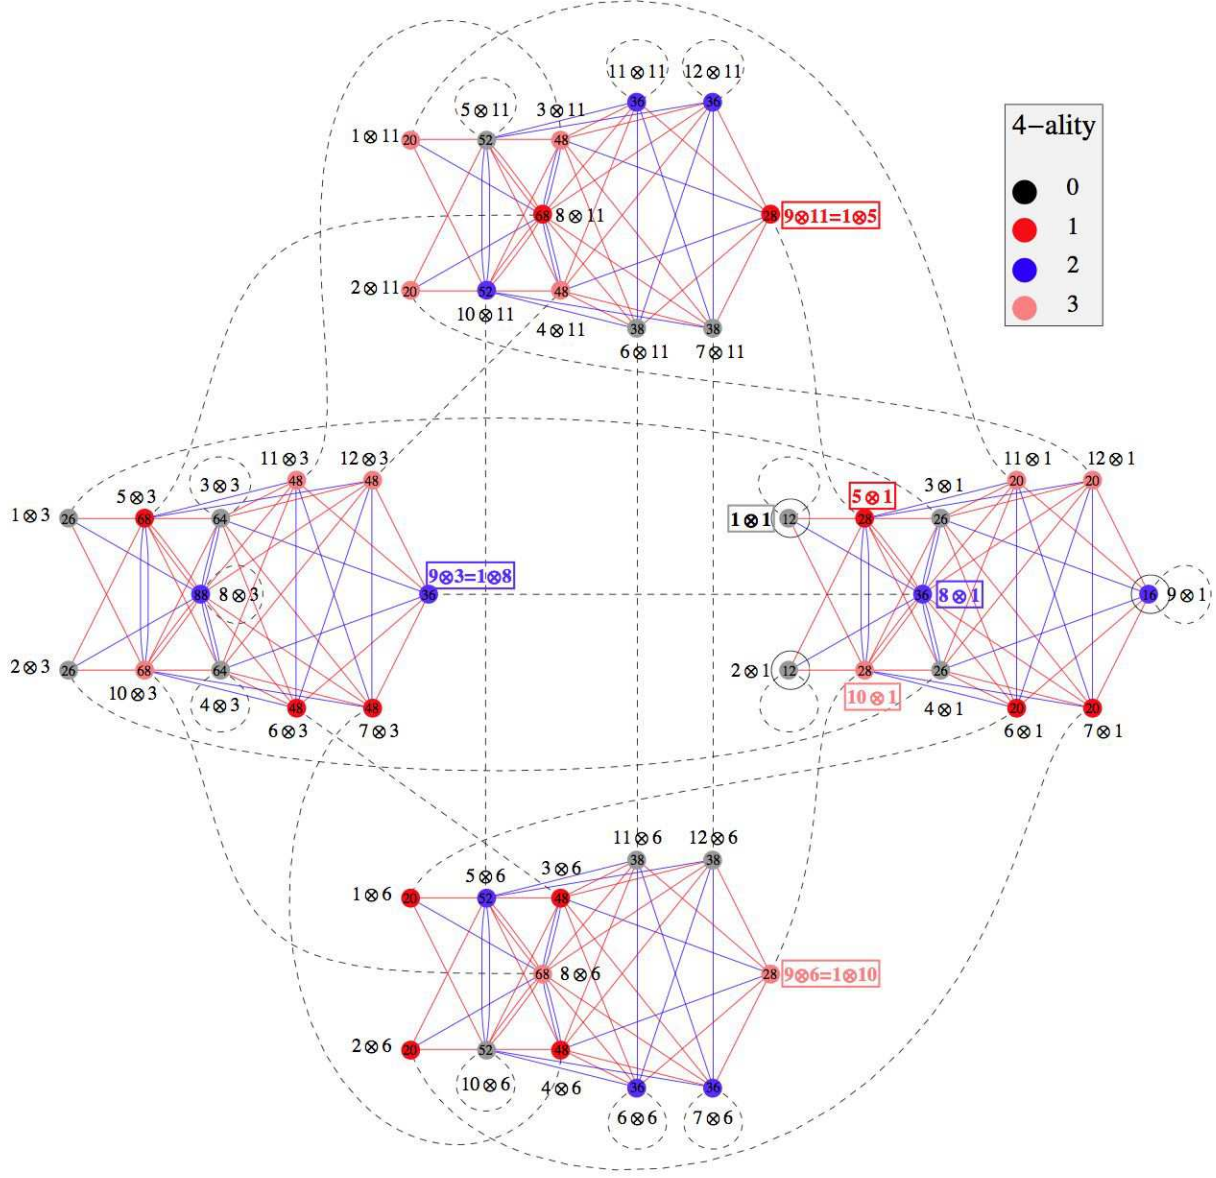 11⊗11 12⊗11
5⊗11 3⊗11 36 36
1⊗11 20 52 48
68 8⊗11 28 9⊗11=1⊗5
2⊗11 20 52 48
10⊗11 4⊗11 38 38
6⊗11 7⊗11
4-ality
0
1
2
3
11⊗3 12⊗3
5⊗3 3⊗3 48 48
1⊗3 26 68 64
88 8⊗3 36 9⊗3=1⊗8
2⊗3 26 68 64
10⊗3 4⊗3 48 48
6⊗3 7⊗3
11⊗1 12⊗1
5⊗1 3⊗1 20 20
1⊗1 12 28 26
36 8⊗1 16 9⊗1
2⊗1 12 28 26
10⊗1 4⊗1 20 20
6⊗1 7⊗1
11⊗6 12⊗6
5⊗6 3⊗6 38 38
1⊗6 20 52 48
68 8⊗6 28 9⊗6=1⊗10
2⊗6 20 52 48
10⊗6 4⊗6 36 36
6⊗6 7⊗6